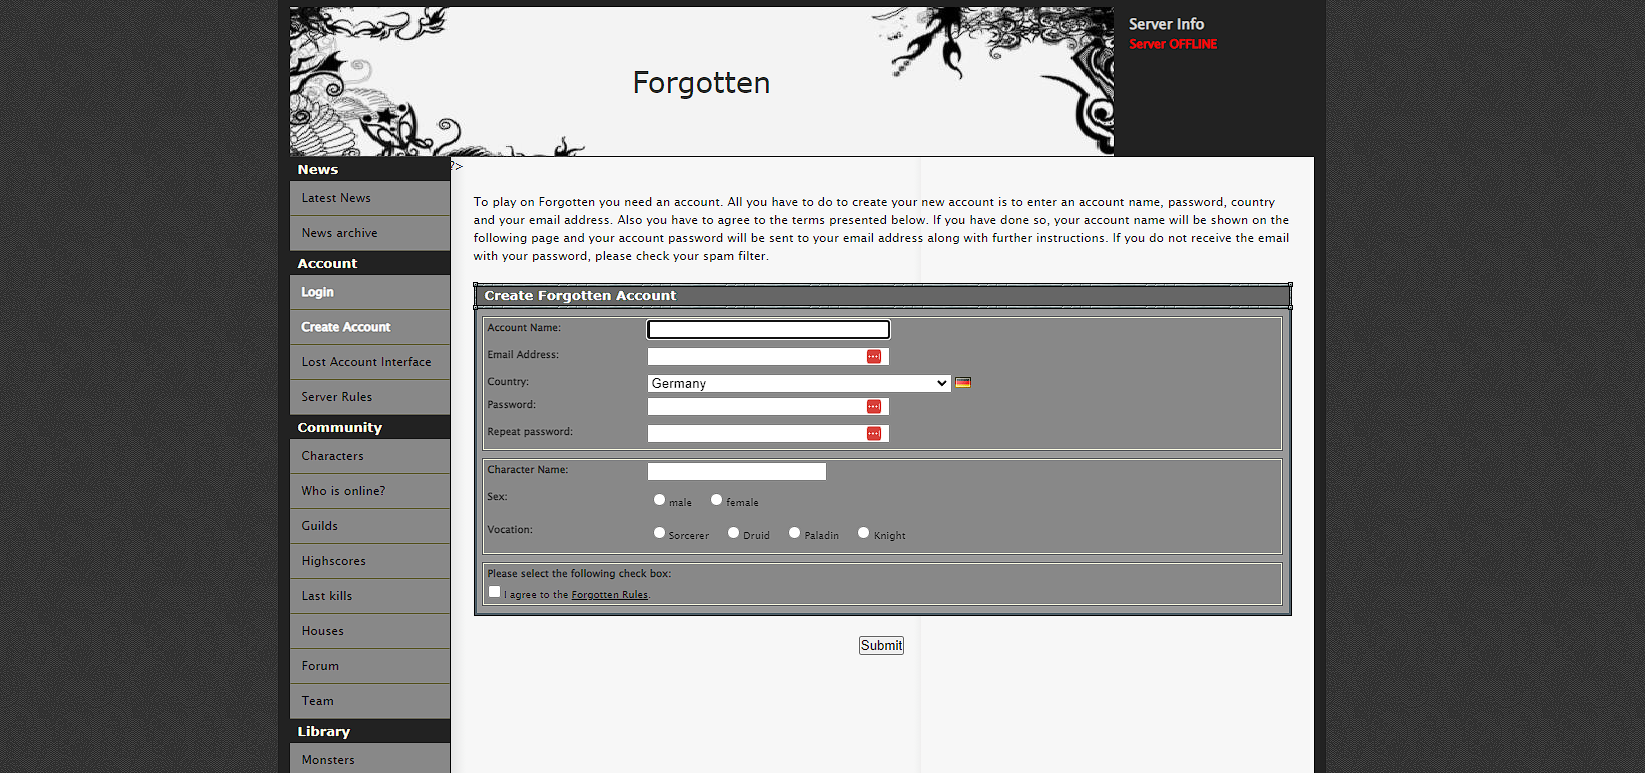 Forgotten
Server Info
Server OFFLINE
News
Latest News
News archive
Account
Login
Create Account
Lost Account Interface
Server Rules
Community
Characters
Who is online?
Guilds
Highscores
Last kills
Houses
Forum
Team
Library
Monsters
?>
To play on Forgotten you need an account. All you have to do to create your new account is to enter an account name, password, country
and your email address. Also you have to agree to the terms presented below. If you have done so, your account name will be shown on the
following page and your account password will be sent to your email address along with further instructions. If you do not receive the email
with your password, please check your spam filter.
Create Forgotten Account
Account Name:
Email Address:
Country: Germany
Password:
Repeat password:
Character Name:
Sex: male female
Vocation: Sorcerer Druid Paladin Knight
Please select the following check box:
I agree to the Forgotten Rules.
Submit